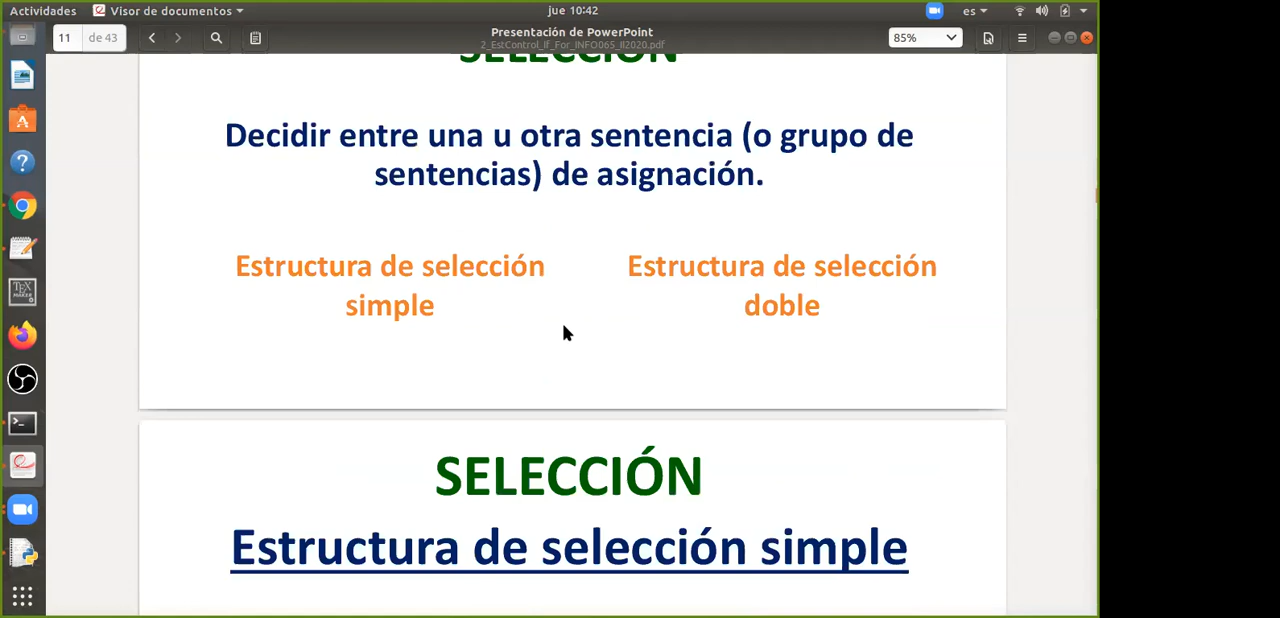 Actividades
Visor de documentos
jue 10:42
es
11
de 43
Presentación de PowerPoint
2_EstControl_If_For_INFO065_II2020.pdf
85%
SELECCIÓN
Decidir entre una u otra sentencia (o grupo de
sentencias) de asignación.
Estructura de selección
simple
Estructura de selección
doble
SELECCIÓN
Estructura de selección simple